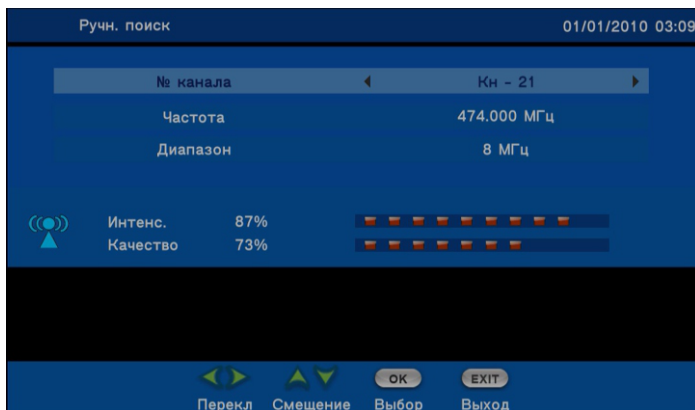 Ручн. поиск 01/01/2010 03:09
№ канала Кн - 21
Частота 474.000 МГц
Диапазон 8 МГц
Интенс. 87%
Качество 73%
OK EXIT
Перекл Смещение Выбор Выход